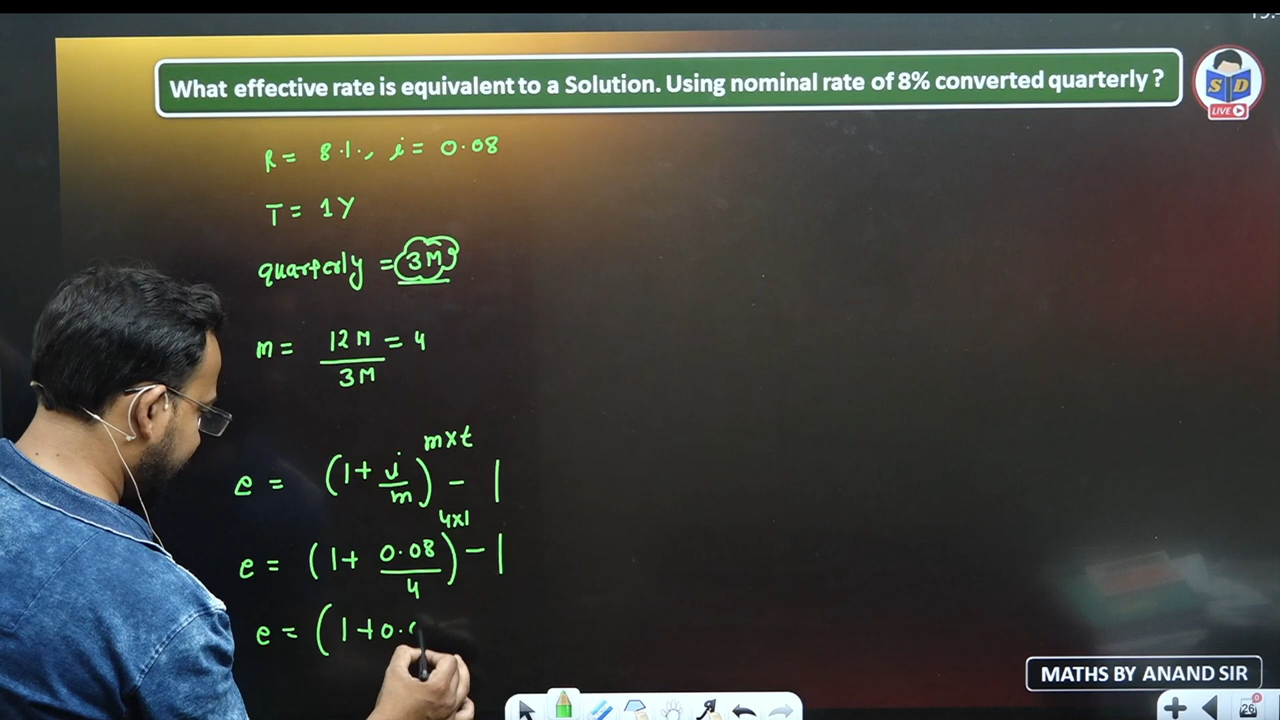 What effective rate is equivalent to a Solution. Using nominal rate of 8% converted quarterly ?
S D
LIVE
R = 8%, i = 0.08
T = 1Y
quarterly = 3M
m = 12M/3M = 4
e = (1 + i/m)^(m×t) - 1
e = (1 + 0.08/4)^(4×1) - 1
e = (1 + 0.
MATHS BY ANAND SIR
26